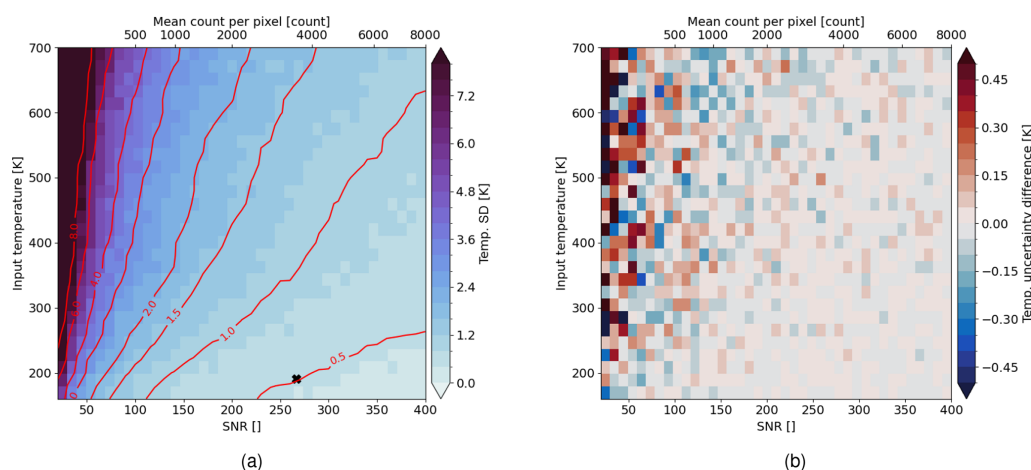 Mean count per pixel [count]
500 1000 2000 4000 6000 8000
700
600
500
400
300
200
Input temperature [K]
50 100 150 200 250 300 350 400
SNR []
8.0
4.0
2.0
1.5
1.0
0.5
7.2
6.0
4.8
3.6
2.4
1.2
0.0
Temp. SD [K]
(a)
Mean count per pixel [count]
500 1000 2000 4000 6000 8000
700
600
500
400
300
200
Input temperature [K]
50 100 150 200 250 300 350 400
SNR []
0.45
0.30
0.15
0.00
−0.15
−0.30
−0.45
Temp. uncertainty difference [K]
(b)